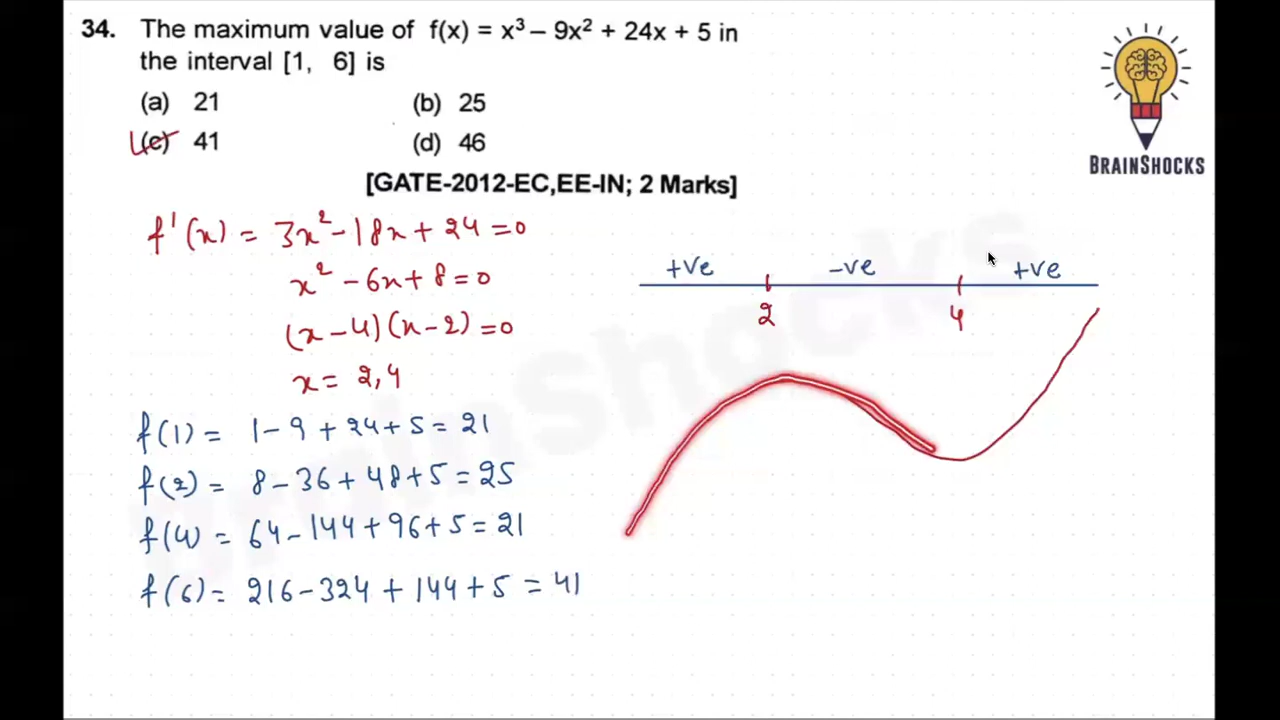 34. The maximum value of f(x) = x³ – 9x² + 24x + 5 in
the interval [1, 6] is
(a) 21 (b) 25
(c) 41 (d) 46
[GATE-2012-EC,EE-IN; 2 Marks]
BRAINSHOCKS
f'(x) = 3x² - 18x + 24 = 0
x² - 6x + 8 = 0
(x - 4)(x - 2) = 0
x = 2, 4
f(1) = 1 - 9 + 24 + 5 = 21
f(2) = 8 - 36 + 48 + 5 = 25
f(4) = 64 - 144 + 96 + 5 = 21
f(6) = 216 - 324 + 144 + 5 = 41
+ve -ve +ve
2 4
BrainShocks